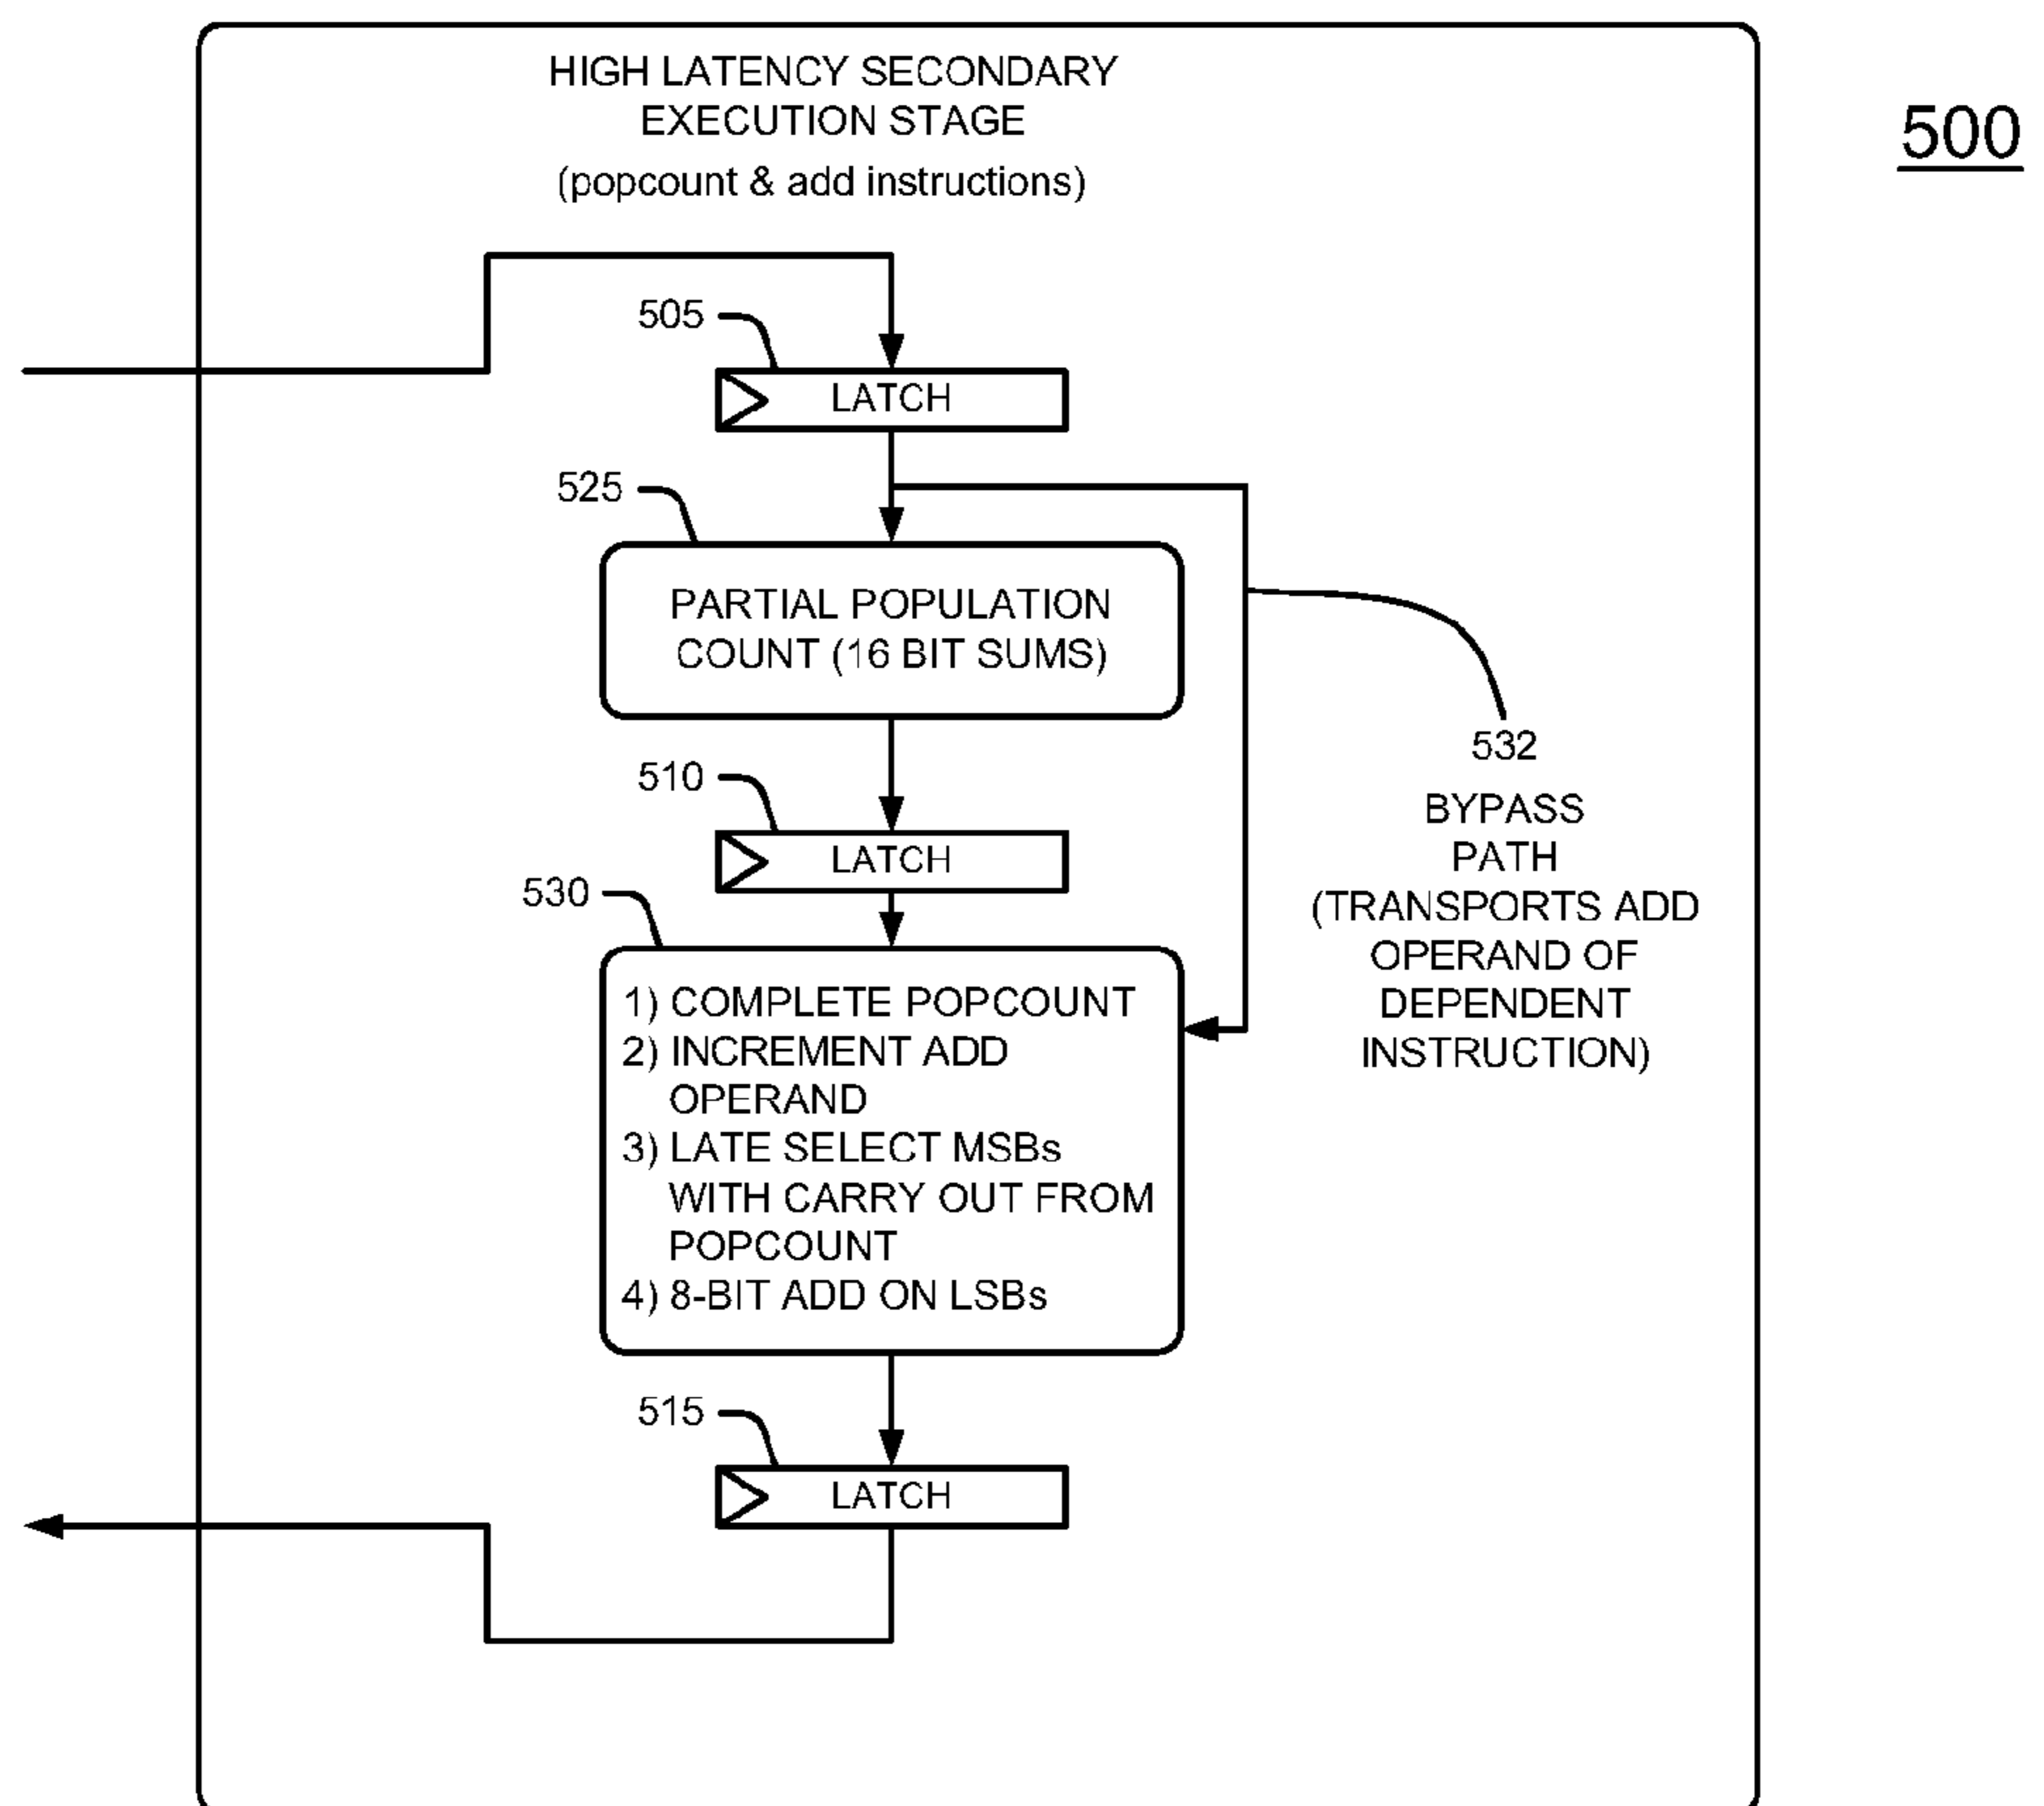 HIGH LATENCY SECONDARY
EXECUTION STAGE
(popcount & add instructions)
500
505
LATCH
525
PARTIAL POPULATION
COUNT (16 BIT SUMS)
532
BYPASS
PATH
(TRANSPORTS ADD
OPERAND OF
DEPENDENT
INSTRUCTION)
510
LATCH
530
1) COMPLETE POPCOUNT
2) INCREMENT ADD
OPERAND
3) LATE SELECT MSBs
WITH CARRY OUT FROM
POPCOUNT
4) 8-BIT ADD ON LSBs
515
LATCH